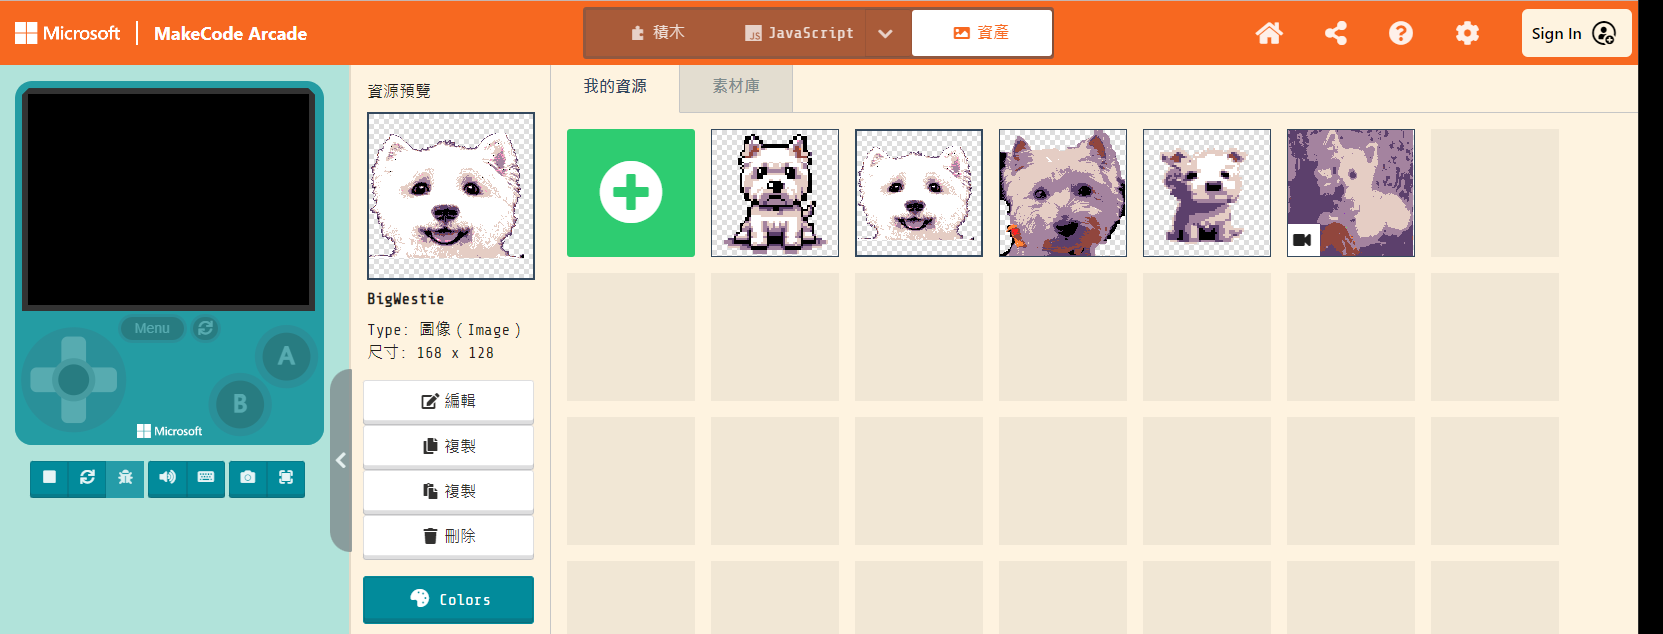 Microsoft | MakeCode Arcade
積木
JavaScript
資產
Sign In
Menu
A
B
Microsoft
資源預覽
BigWestie
Type: 圖像 ( Image )
尺寸: 168 x 128
編輯
複製
複製
刪除
Colors
我的資源
素材庫